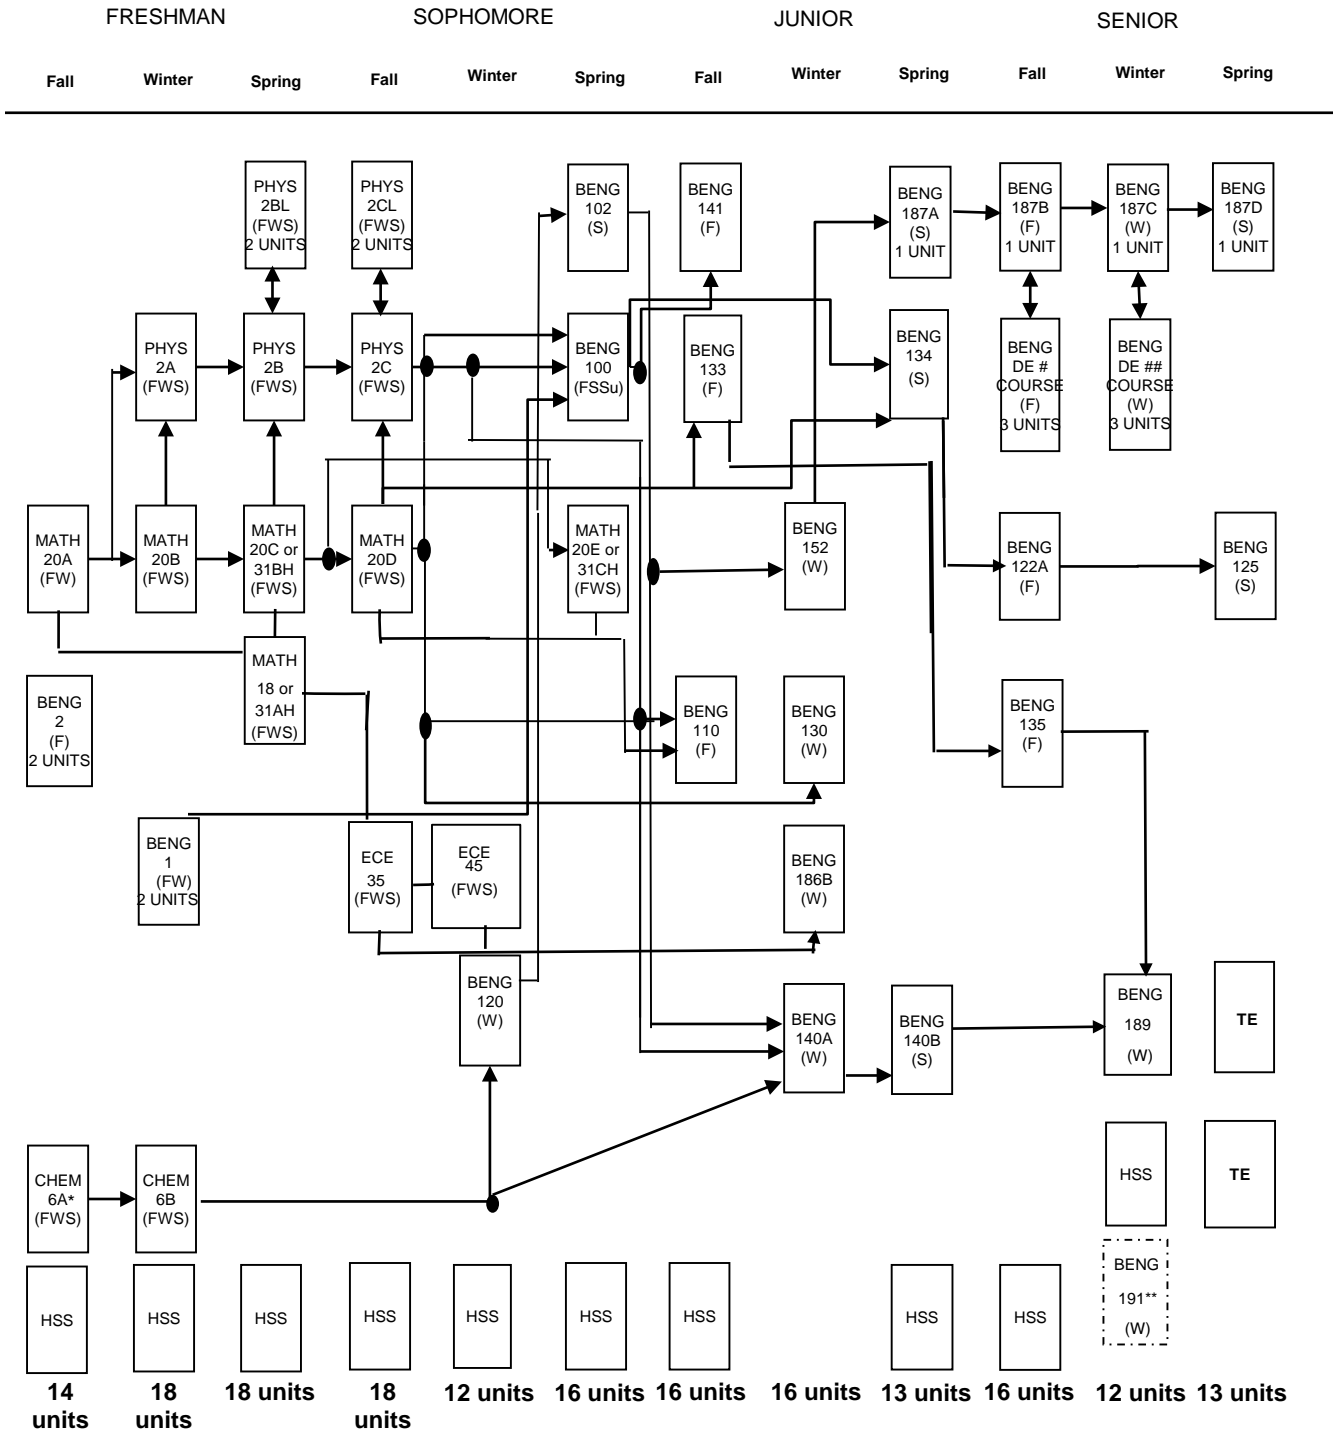 FRESHMAN
SOPHOMORE
JUNIOR
SENIOR
Fall
Winter
Spring
Fall
Winter
Spring
Fall
Winter
Spring
Fall
Winter
Spring
PHYS
2BL
(FWS)
2 UNITS
PHYS
2CL
(FWS)
2 UNITS
BENG
102
(S)
BENG
141
(F)
BENG
187A
(S)
1 UNIT
BENG
187B
(F)
1 UNIT
BENG
187C
(W)
1 UNIT
BENG
187D
(S)
1 UNIT
PHYS
2A
(FWS)
PHYS
2B
(FWS)
PHYS
2C
(FWS)
BENG
100
(FSSu)
BENG
133
(F)
BENG
134
(S)
BENG
DE #
COURSE
(F)
3 UNITS
BENG
DE ##
COURSE
(W)
3 UNITS
MATH
20A
(FW)
MATH
20B
(FWS)
MATH
20C or
31BH
(FWS)
MATH
20D
(FWS)
MATH
20E or
31CH
(FWS)
BENG
152
(W)
BENG
122A
(F)
BENG
125
(S)
MATH
18 or
31AH
(FWS)
BENG
2
(F)
2 UNITS
BENG
110
(F)
BENG
130
(W)
BENG
135
(F)
BENG
1
(FW)
2 UNITS
ECE
35
(FWS)
ECE
45
(FWS)
BENG
186B
(W)
BENG
120
(W)
BENG
140A
(W)
BENG
140B
(S)
BENG
189
(W)
TE
CHEM
6A*
(FWS)
CHEM
6B
(FWS)
HSS
TE
HSS
HSS
HSS
HSS
HSS
HSS
HSS
HSS
HSS
BENG
191**
(W)
14
units
18
units
18 units
18
units
12 units
16 units
16 units
16 units
13 units
16 units
12 units
13 units